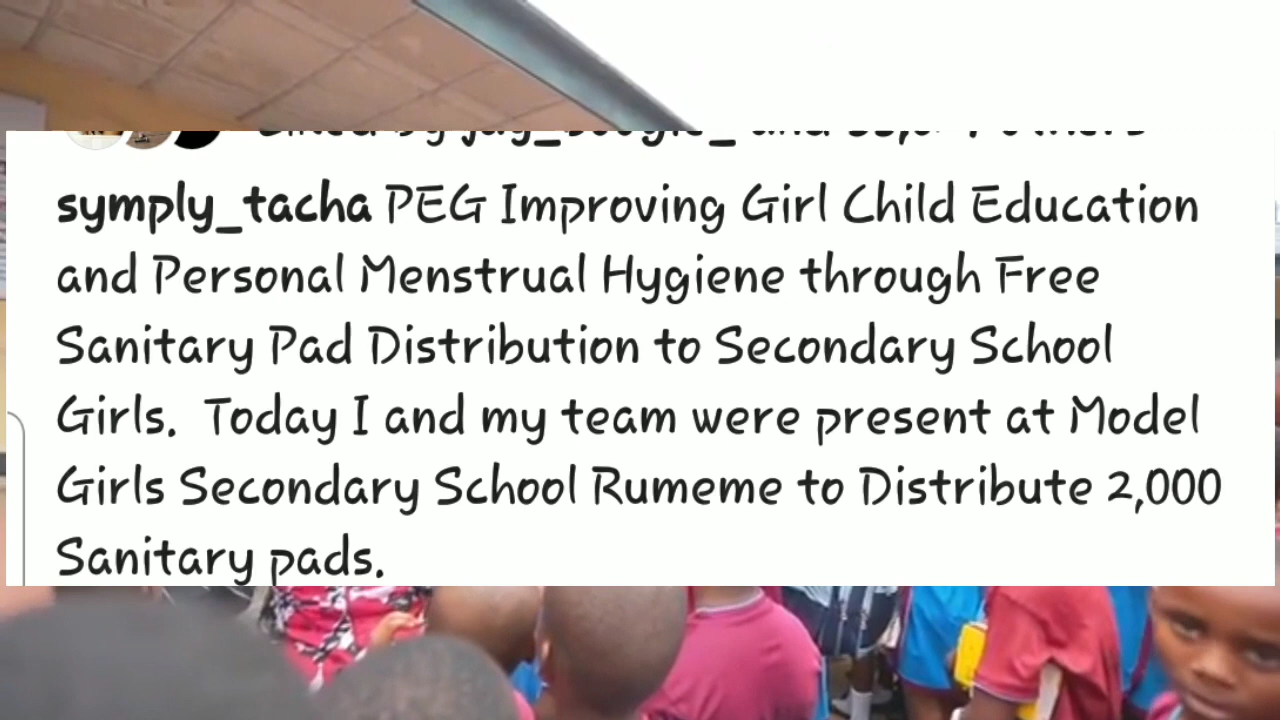 symply_tacha PEG Improving Girl Child Education
and Personal Menstrual Hygiene through Free
Sanitary Pad Distribution to Secondary School
Girls. Today I and my team were present at Model
Girls Secondary School Rumeme to Distribute 2,000
Sanitary pads.